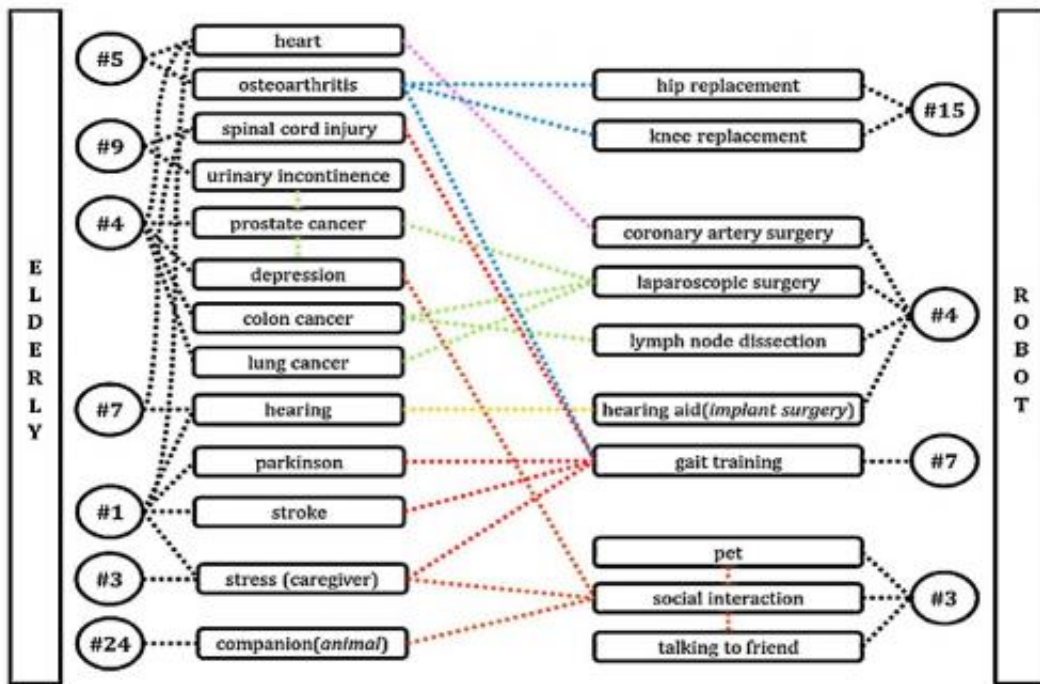 ELDERLY
#5
#9
#4
#7
#1
#3
#24
heart
osteoarthritis
spinal cord injury
urinary incontinence
prostate cancer
depression
colon cancer
lung cancer
hearing
parkinson
stroke
stress (caregiver)
companion(animal)
hip replacement
knee replacement
coronary artery surgery
laparoscopic surgery
lymph node dissection
hearing aid(implant surgery)
gait training
pet
social interaction
talking to friend
#15
#4
#7
#3
ROBOT